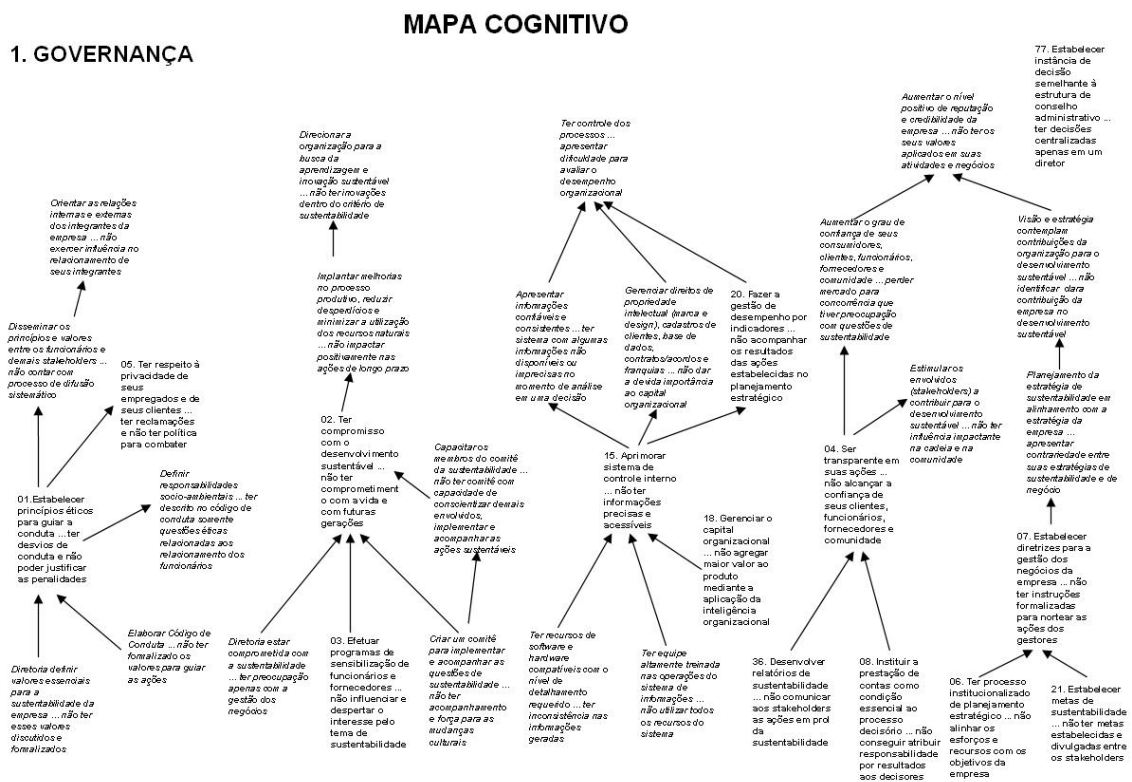 MAPA COGNITIVO
1. GOVERNANÇA
77. Estabelecer
instância de
decisão
semelhante à
estrutura de
conselho
administrativo ...
ter decisões
centralizadas
apenas em um
diretor
Aumentar o nível
positivo de reputação
e credibilidade da
empresa ... não ter os
seus valores
aplicados em suas
atividades e negócios
Ter controle dos
processos ...
apresentar
dificuldade para
avaliar o
desempenho
organizacional
Direcionar a
organização para a
busca da
aprendizagem e
inovação sustentável
... não ter inovações
dentro do critério de
sustentabilidade
Orientar as relações
internas e externas
dos integrantes da
empresa ... não
exercer influência no
relacionamento de
seus integrantes
Aumentar o grau de
confiança de seus
consumidores,
clientes, funcionários,
fornecedores e
comunidade ... perder
mercado para
concorrência que
tiver preocupação
com questões de
sustentabilidade
Visão e estratégia
contemplam
contribuições da
organização para o
desenvolvimento
sustentável ... não
identificar clara
contribuição da
empresa no
desenvolvimento
sustentável
Implantar melhorias
no processo
produtivo, reduzir
desperdícios e
minimizar a utilização
dos recursos naturais
... não impactar
positivamente nas
ações de longo prazo
Apresentar
informações
confiáveis e
consistentes ... ter
sistema com algumas
informações não
disponíveis ou
imprecisas no
momento de análise
em uma decisão
Gerenciar direitos de
propriedade
intelectual (marca e
design), cadastros de
clientes, base de
dados,
contratos/acordos e
franquias ... não dar
a devida importância
ao capital
organizacional
20. Fazer a
gestão de
desempenho por
indicadores ...
não acompanhar
os resultados
das ações
estabelecidas no
planejamento
estratégico
Disseminar os
princípios e valores
entre os funcionários e
demais stakeholders ...
não contar com
processo de difusão
sistemático
05. Ter respeito à
privacidade de
seus
empregados e de
seus clientes ...
ter reclamações
e não ter política
para combater
Estimular os
envolvidos
(stakeholders) a
contribuir para o
desenvolvimento
sustentável ... não ter
influência impactante
na cadeia e na
comunidade
Planejamento da
estratégia de
sustentabilidade em
alinhamento com a
estratégia da
empresa ...
apresentar
contrariedade entre
suas estratégias de
sustentabilidade e de
negócio
02. Ter
compromisso
com o
desenvolvimento
sustentável ...
não ter
comprometiment
o com a vida e
com futuras
gerações
Capacitar os
membros do comitê
da sustentabilidade ...
não ter comitê com
capacidade de
conscientizar demais
envolvidos,
implementar e
acompanhar as
ações sustentáveis
15. Aprimorar
sistema de
controle interno
... não ter
informações
precisas e
acessíveis
04. Ser
transparente em
suas ações ...
não alcançar a
confiança de
seus clientes,
funcionários,
fornecedores e
comunidade
01.Estabelecer
princípios éticos
para guiar a
conduta ...ter
desvios de
conduta e não
poder justificar
as penalidades
Definir
responsabilidades
socio-ambientais ... ter
descrito no código de
conduta somente
questões éticas
relacionadas aos
relacionamento dos
funcionários
18. Gerenciar o
capital
organizacional
... não agregar
maior valor ao
produto
mediante a
aplicação da
inteligência
organizacional
07. Estabelecer
diretrizes para a
gestão dos
negócios da
empresa ... não
ter instruções
formalizadas
para nortear as
ações dos
gestores
Diretoria definir
valores essenciais
para a
sustentabilidade da
empresa ... não ter
esses valores
discutidos e
formalizados
Elaborar Código de
Conduta ... não ter
formalizado os
valores para guiar
as ações
Diretoria estar
comprometida com
a sustentabilidade
... ter preocupação
apenas com a
gestão dos
negócios
03. Efetuar
programas de
sensibilização de
funcionários e
fornecedores ...
não influenciar e
despertar o
interesse pelo
tema de
sustentabilidade
Criar um comitê
para implementar
e acompanhar as
questões de
sustentabilidade ...
não ter
acompanhamento
e força para as
mudanças
culturais
Ter recursos de
software e
hardware
compatíveis com o
nível de
detalhamento
requerido ... ter
inconsistência nas
informações
geradas
Ter equipe
altamente treinada
nas operações do
sistema de
informações ...
não utilizar todos
os recursos do
sistema
36. Desenvolver
relatórios de
sustentabilidade
... não comunicar
aos stakeholders
as ações em prol
da
sustentabilidade
08. Instituir a
prestação de
contas como
condição
essencial ao
processo
decisório ... não
conseguir atribuir
responsabilidade
por resultados
aos decisores
06. Ter processo
institucionalizado
de planejamento
estratégico ... não
alinhar os
esforços e
recursos com os
objetivos da
empresa
21. Estabelecer
metas de
sustentabilidade
... não ter metas
estabelecidas e
divulgadas entre
os stakeholders